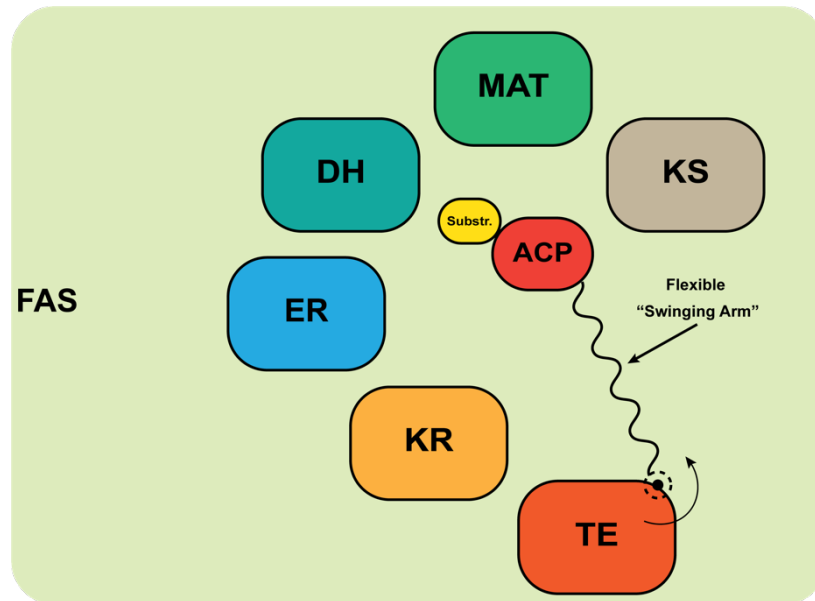 MAT
DH
KS
Substr.
ACP
FAS
ER
Flexible
“Swinging Arm”
KR
TE